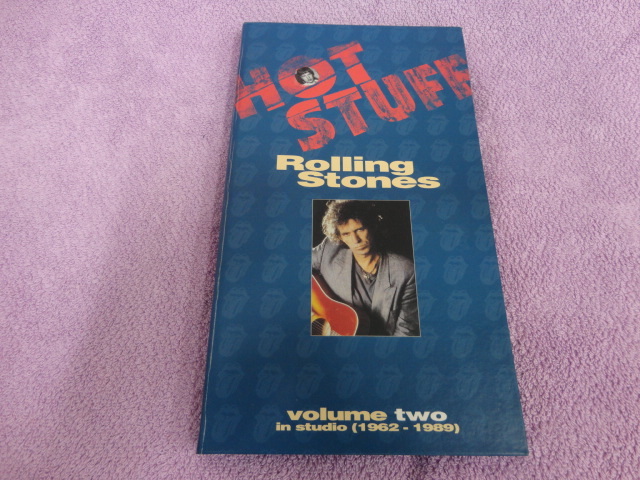 HOT
STUFF
Rolling
Stones
volume two
in studio (1962 - 1989)